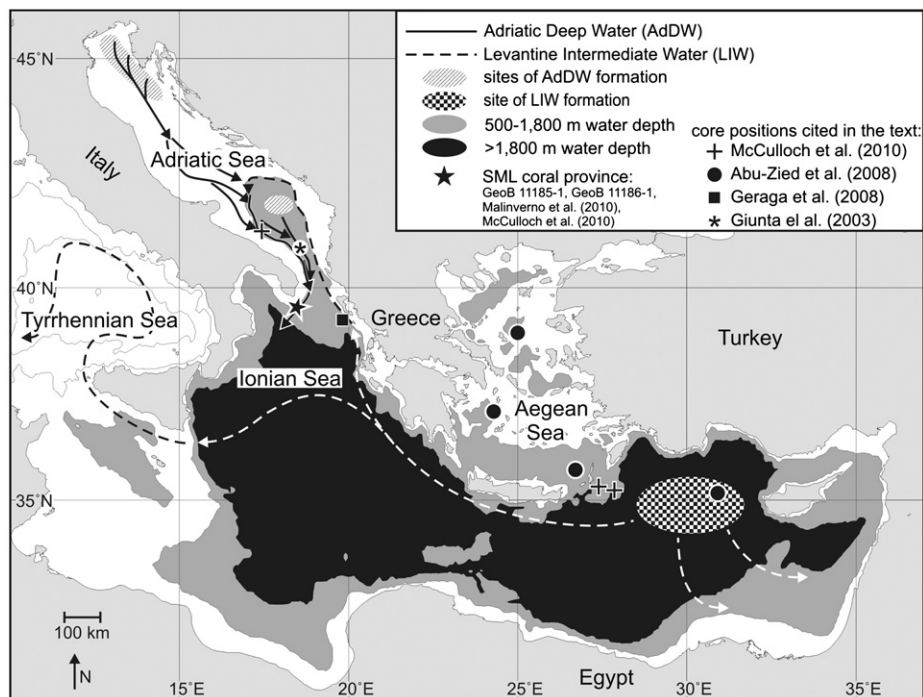 45°N
40°N
35°N
15°E
20°E
25°E
30°E
35°E
Adriatic Deep Water (AdDW)
Levantine Intermediate Water (LIW)
sites of AdDW formation
site of LIW formation
500-1,800 m water depth
>1,800 m water depth
SML coral province:
GeoB 11185-1, GeoB 11186-1,
Malinverno et al. (2010),
McCulloch et al. (2010)
core positions cited in the text:
McCulloch et al. (2010)
Abu-Zied et al. (2008)
Geraga et al. (2008)
Giunta el al. (2003)
Italy
Adriatic Sea
Tyrrhennian Sea
Greece
Turkey
Ionian Sea
Aegean
Sea
Egypt
100 km
N